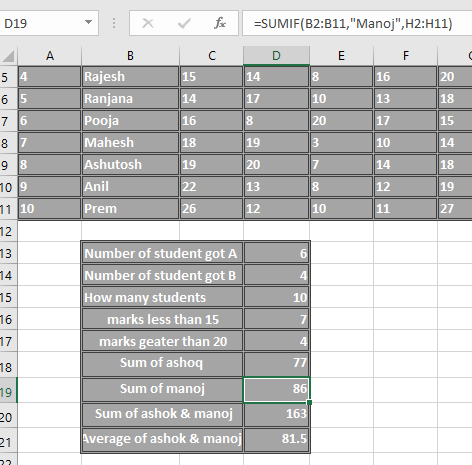 D19 fx =SUMIF(B2:B11,"Manoj",H2:H11)
A B C D E F
5 4 Rajesh 15 14 8 16 20
6 5 Ranjana 14 17 10 13 18
7 6 Pooja 16 8 20 17 15
8 7 Mahesh 18 19 3 10 14
9 8 Ashutosh 19 20 7 14 18
10 9 Anil 22 13 8 12 19
11 10 Prem 26 12 10 11 27
12
13 Number of student got A 6
14 Number of student got B 4
15 How many students 10
16 marks less than 15 7
17 marks geater than 20 4
18 Sum of ashoq 77
19 Sum of manoj 86
20 Sum of ashok & manoj 163
21 Average of ashok & manoj 81.5